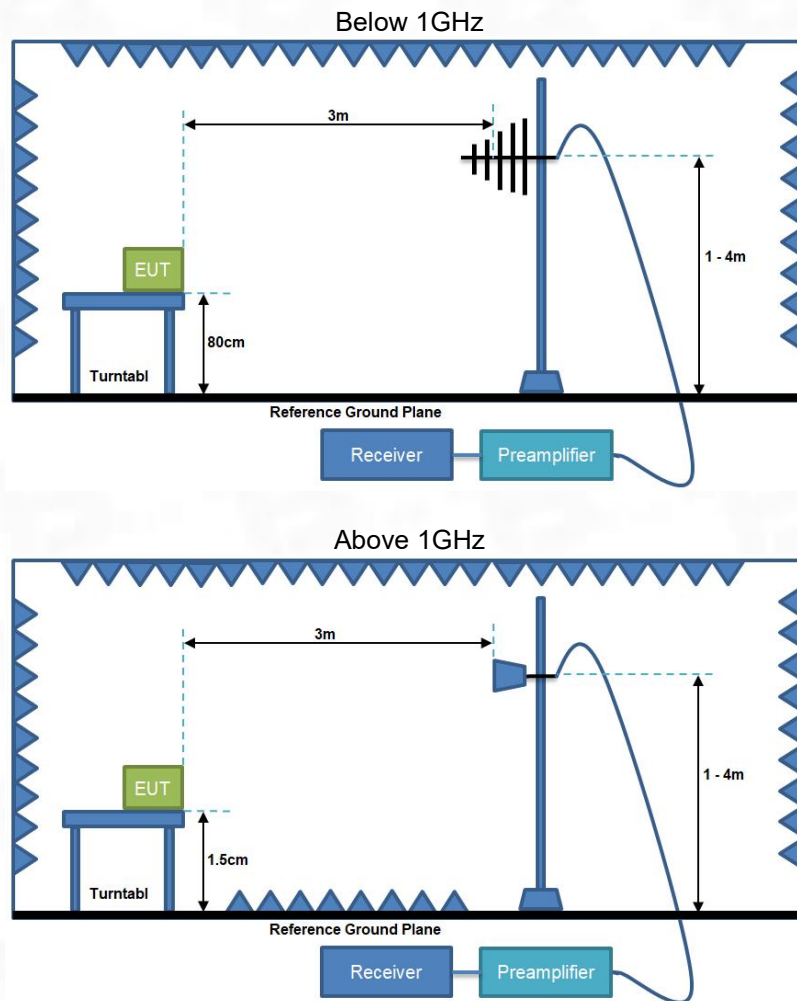 Below 1GHz
3m
EUT
1 - 4m
80cm
Turntabl
Reference Ground Plane
Receiver
Preamplifier
Above 1GHz
3m
EUT
1 - 4m
1.5cm
Turntabl
Reference Ground Plane
Receiver
Preamplifier